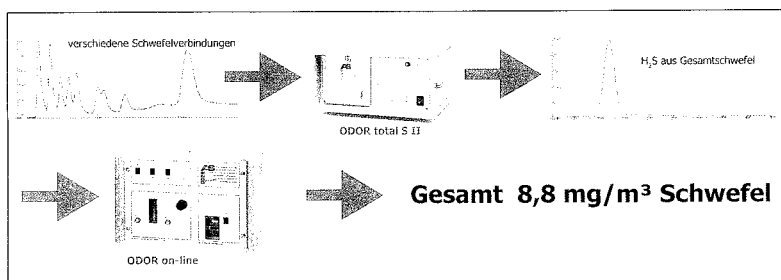 verschiedene Schwefelverbindungen
H₂S aus Gesamtschwefel
ODOR total S II
Gesamt 8,8 mg/m³ Schwefel
ODOR on-line